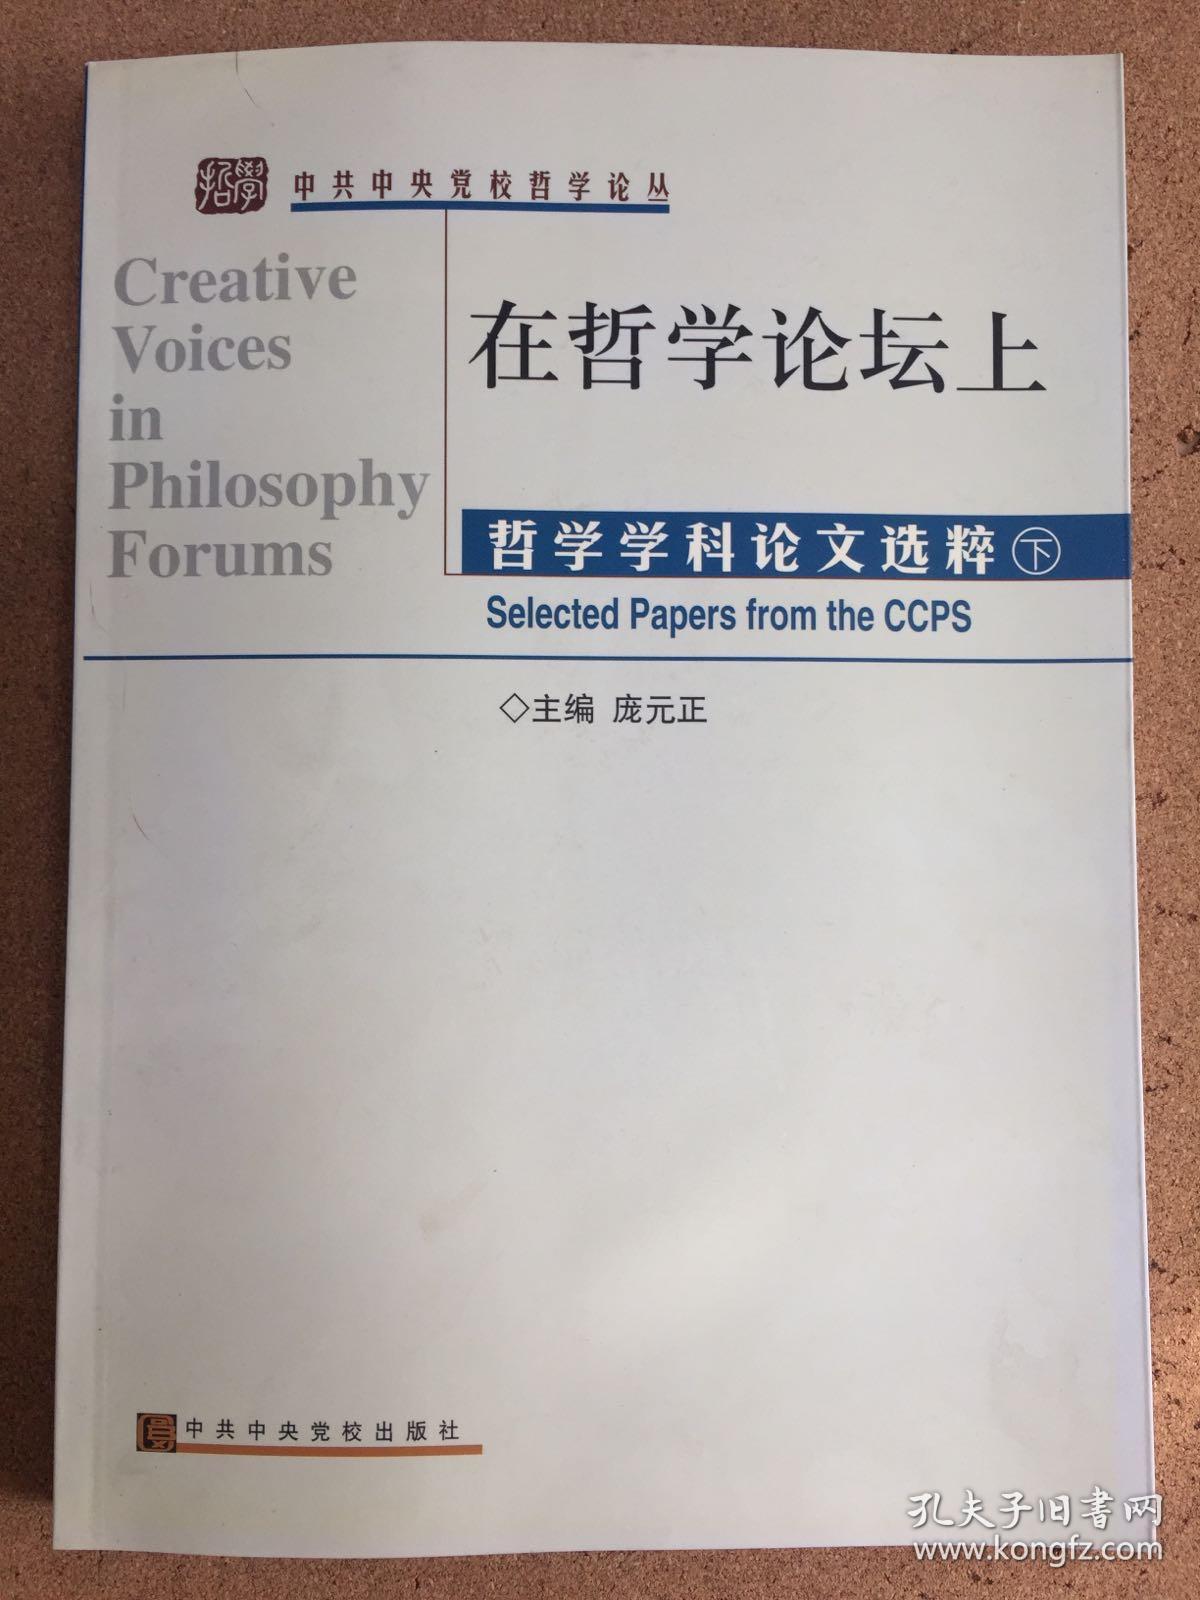 哲學
中共中央党校哲学论丛
Creative
Voices
in
Philosophy
Forums
在哲学论坛上
哲学学科论文选粹下
Selected Papers from the CCPS
◇主编 庞元正
中共中央党校出版社
孔夫子旧书网
www.kongfz.com